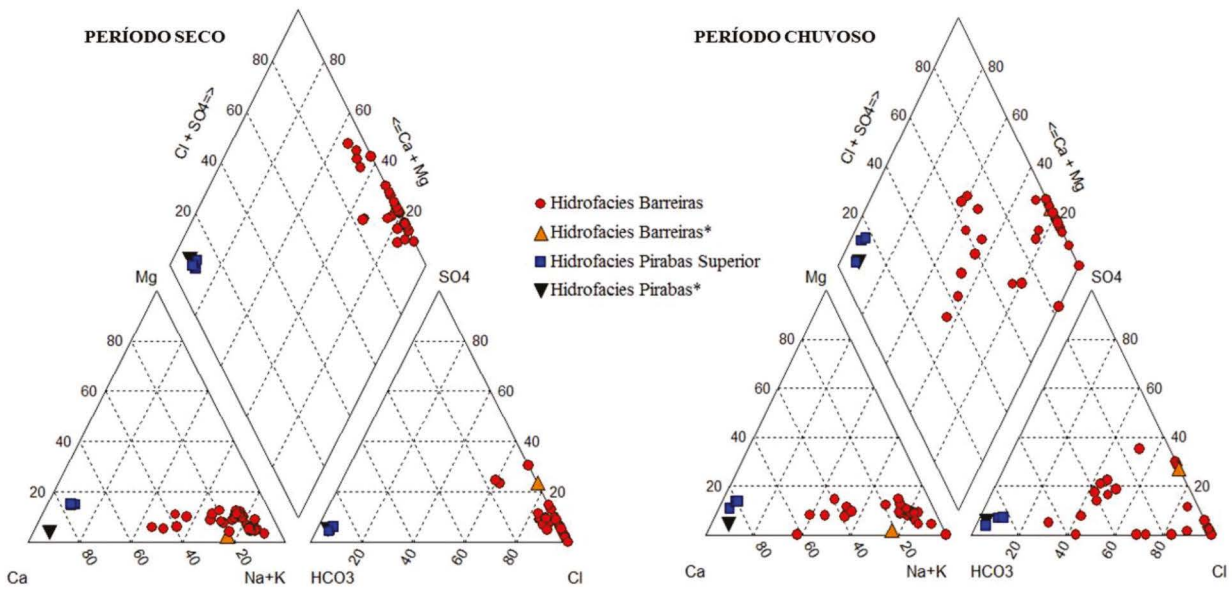 PERÍODO SECO
80
80
60
60
40
40
20
20
Cl + SO4=>
<=Ca + Mg
Mg
SO4
80
60
40
20
80
60
40
20
80
60
40
20
Ca
Na+K
HCO3
20
40
60
80
Cl
Hidrofacies Barreiras
Hidrofacies Barreiras*
Hidrofacies Pirabas Superior
Hidrofacies Pirabas*
PERÍODO CHUVOSO
80
80
60
60
40
40
20
20
Cl + SO4=>
<=Ca + Mg
Mg
SO4
80
60
40
20
80
60
40
20
80
60
40
20
Ca
Na+K
HCO3
20
40
60
80
Cl